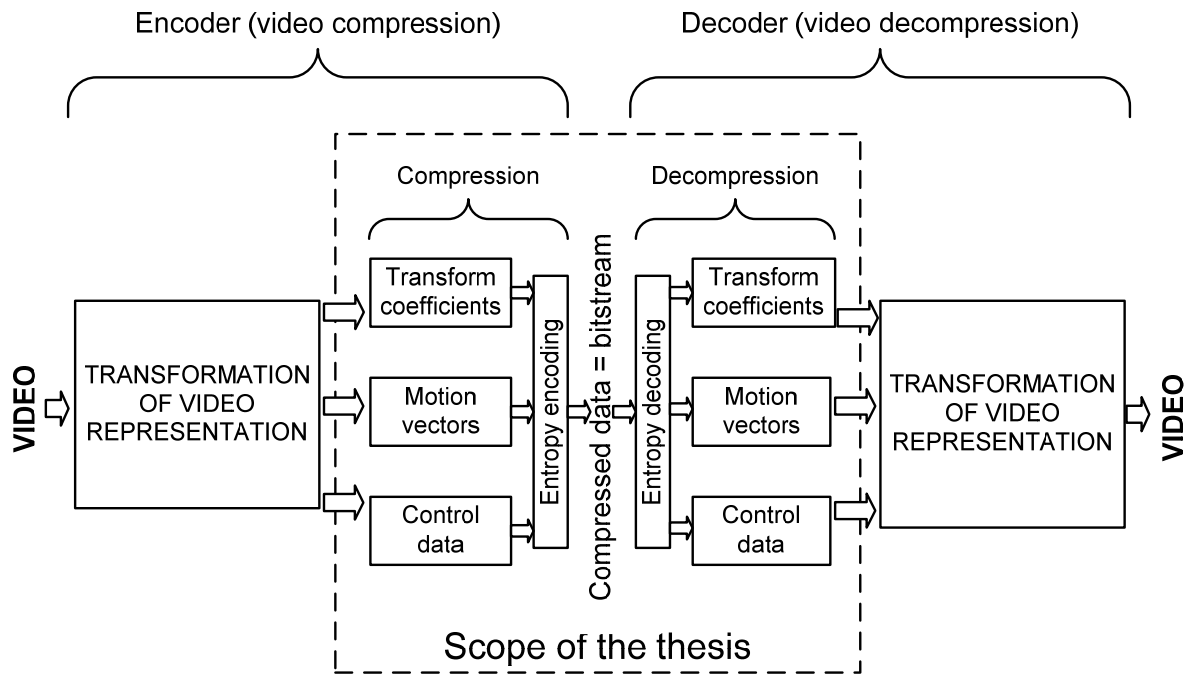 Encoder (video compression)
Decoder (video decompression)
Compression
Decompression
VIDEO
TRANSFORMATION
OF VIDEO
REPRESENTATION
Transform
coefficients
Motion
vectors
Control
data
Entropy encoding
Compressed data = bitstream
Entropy decoding
Transform
coefficients
Motion
vectors
Control
data
TRANSFORMATION
OF VIDEO
REPRESENTATION
VIDEO
Scope of the thesis